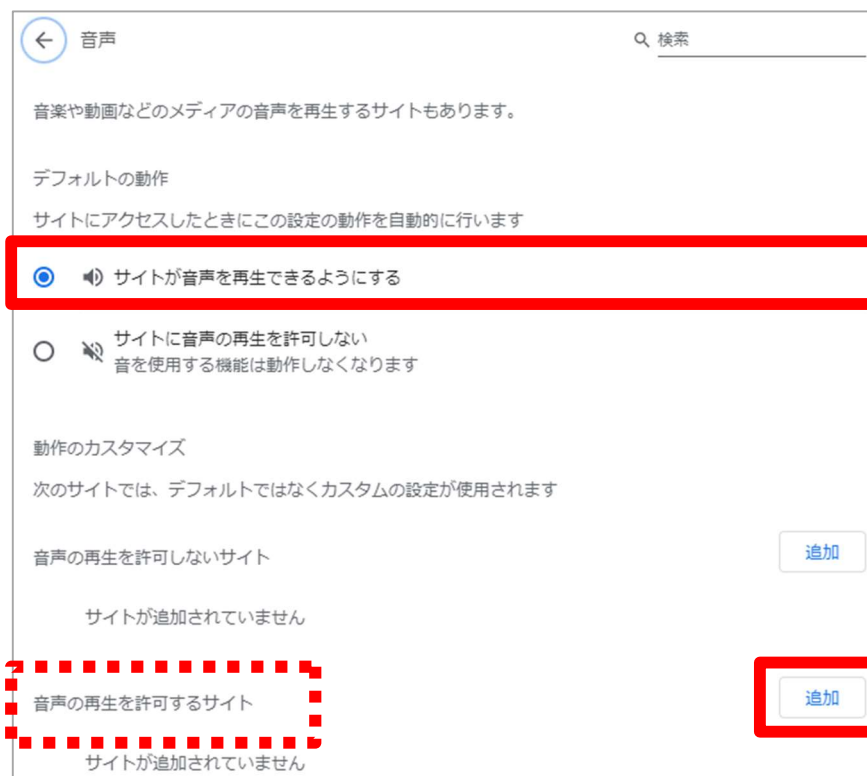 音声
検索
音楽や動画などのメディアの音声を再生するサイトもあります。
デフォルトの動作
サイトにアクセスしたときにこの設定の動作を自動的に行います
サイトが音声を再生できるようにする
サイトに音声の再生を許可しない
音を使用する機能は動作しなくなります
動作のカスタマイズ
次のサイトでは、デフォルトではなくカスタムの設定が使用されます
音声の再生を許可しないサイト
追加
サイトが追加されていません
音声の再生を許可するサイト
追加
サイトが追加されていません